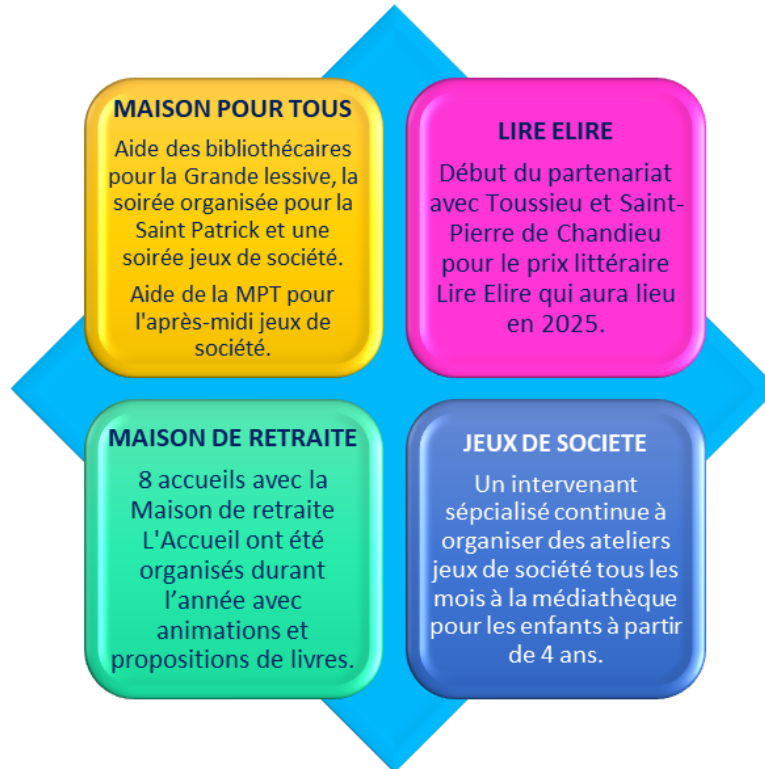 MAISON POUR TOUS
Aide des bibliothécaires
pour la Grande lessive, la
soirée organisée pour la
Saint Patrick et une
soirée jeux de société.
Aide de la MPT pour
l'après-midi jeux de
société.
LIRE ELIRE
Début du partenariat
avec Toussieu et Saint-
Pierre de Chandieu
pour le prix littéraire
Lire Elire qui aura lieu
en 2025.
MAISON DE RETRAITE
8 accueils avec la
Maison de retraite
L'Accueil ont été
organisés durant
l’année avec
animations et
propositions de livres.
JEUX DE SOCIETE
Un intervenant
sépcialisé continue à
organiser des ateliers
jeux de société tous les
mois à la médiathèque
pour les enfants à partir
de 4 ans.